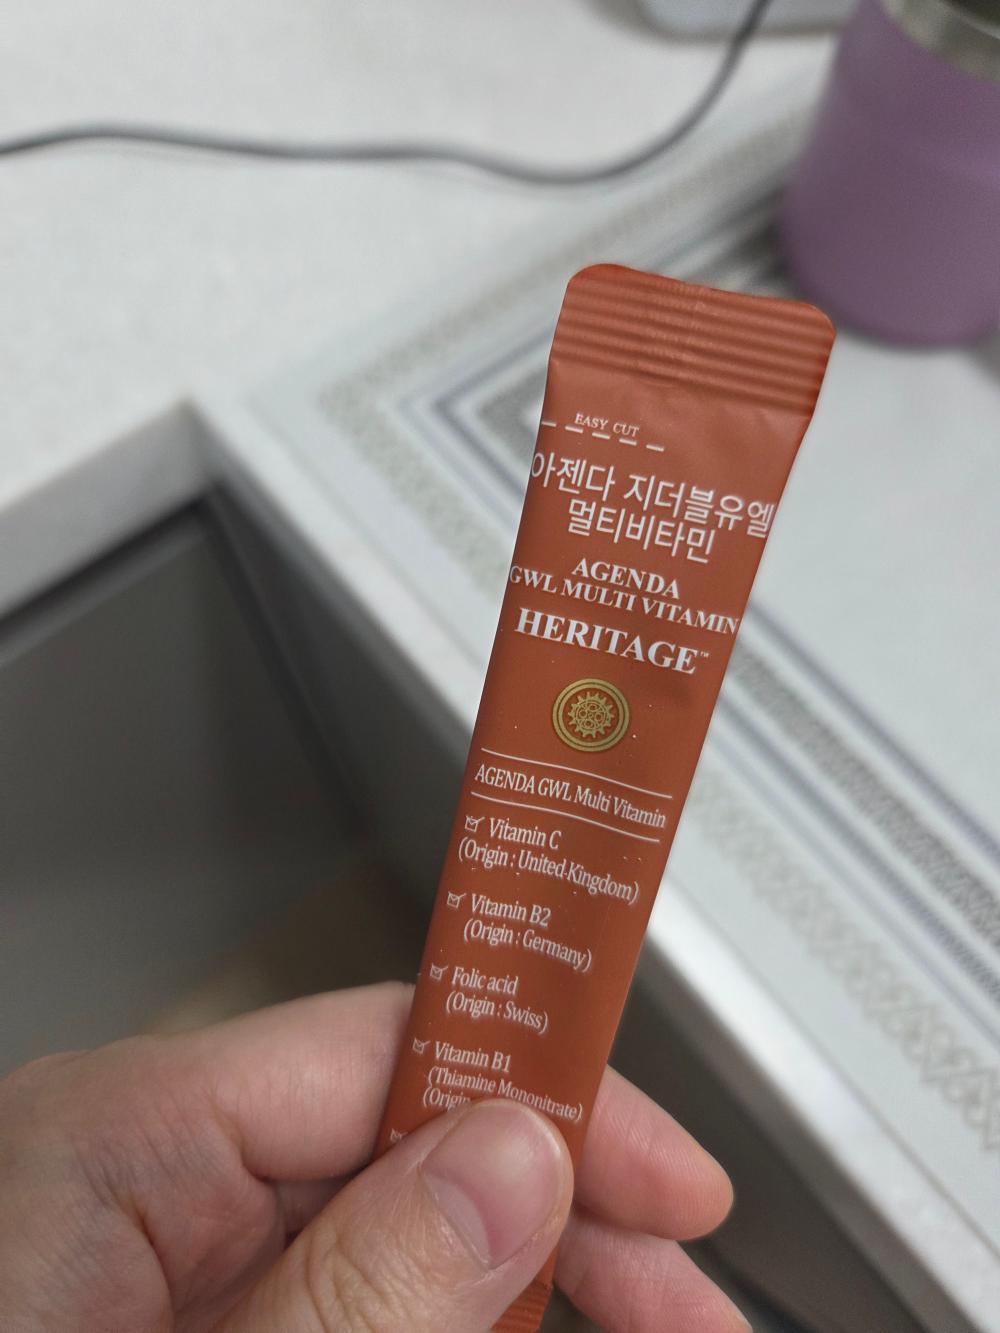 EASY CUT
아젠다 지더블유엘
멀티비타민
AGENDA
GWL MULTI VITAMIN
HERITAGE™
AGENDA GWL Multi Vitamin
Vitamin C
(Origin : United Kingdom)
Vitamin B2
(Origin : Germany)
Folic acid
(Origin : Swiss)
Vitamin B1
(Thiamine Mononitrate)
(Origin